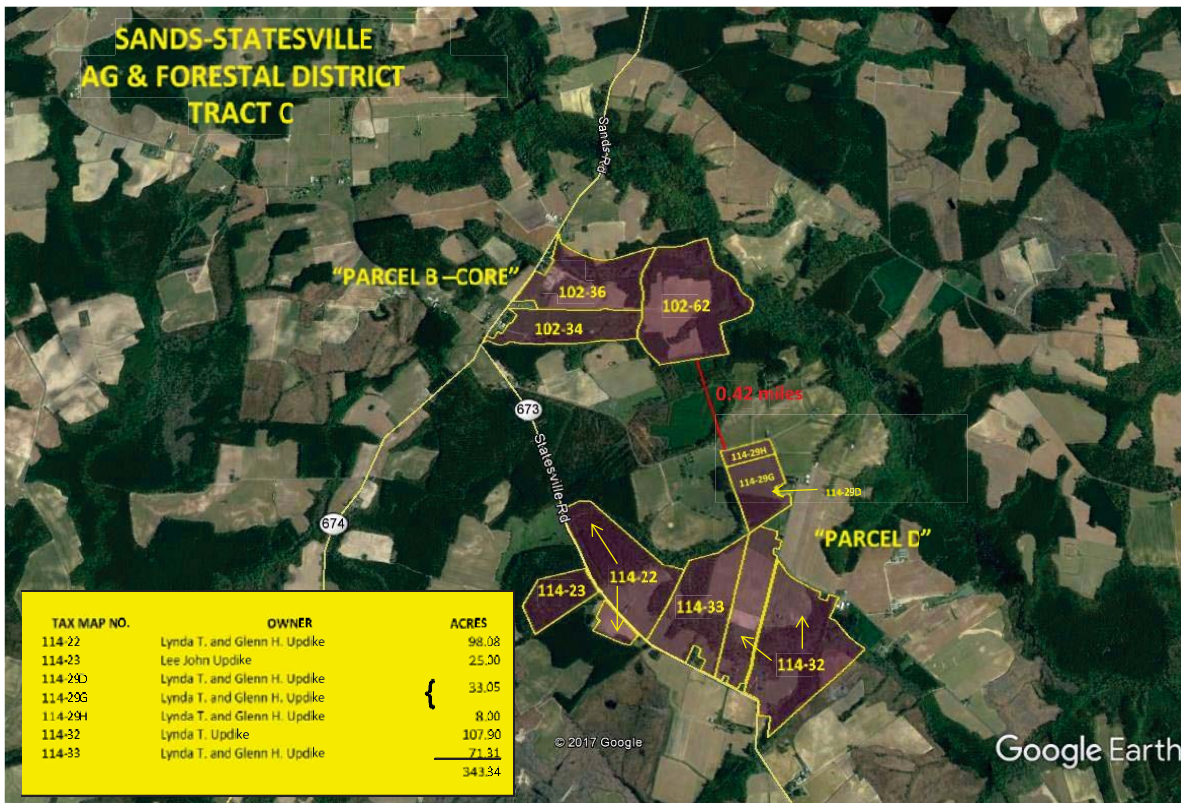 SANDS-STATESVILLE
AG & FORESTAL DISTRICT
TRACT C
Sands Rd
"PARCEL B –CORE"
102-36
102-62
102-34
0.42 miles
673
Statesville Rd
114-29H
114-29G
114-29D
674
"PARCEL D"
114-22
114-23
114-33
114-32
TAX MAP NO. OWNER ACRES
114-22 Lynda T. and Glenn H. Updike 98.08
114-23 Lee John Updike 25.00
114-29D Lynda T. and Glenn H. Updike
{ 33.05
114-29G Lynda T. and Glenn H. Updike
114-29H Lynda T. and Glenn H. Updike 8.00
114-32 Lynda T. Updike 107.90
114-33 Lynda T. and Glenn H. Updike 71.31
343.34
© 2017 Google
Google Earth